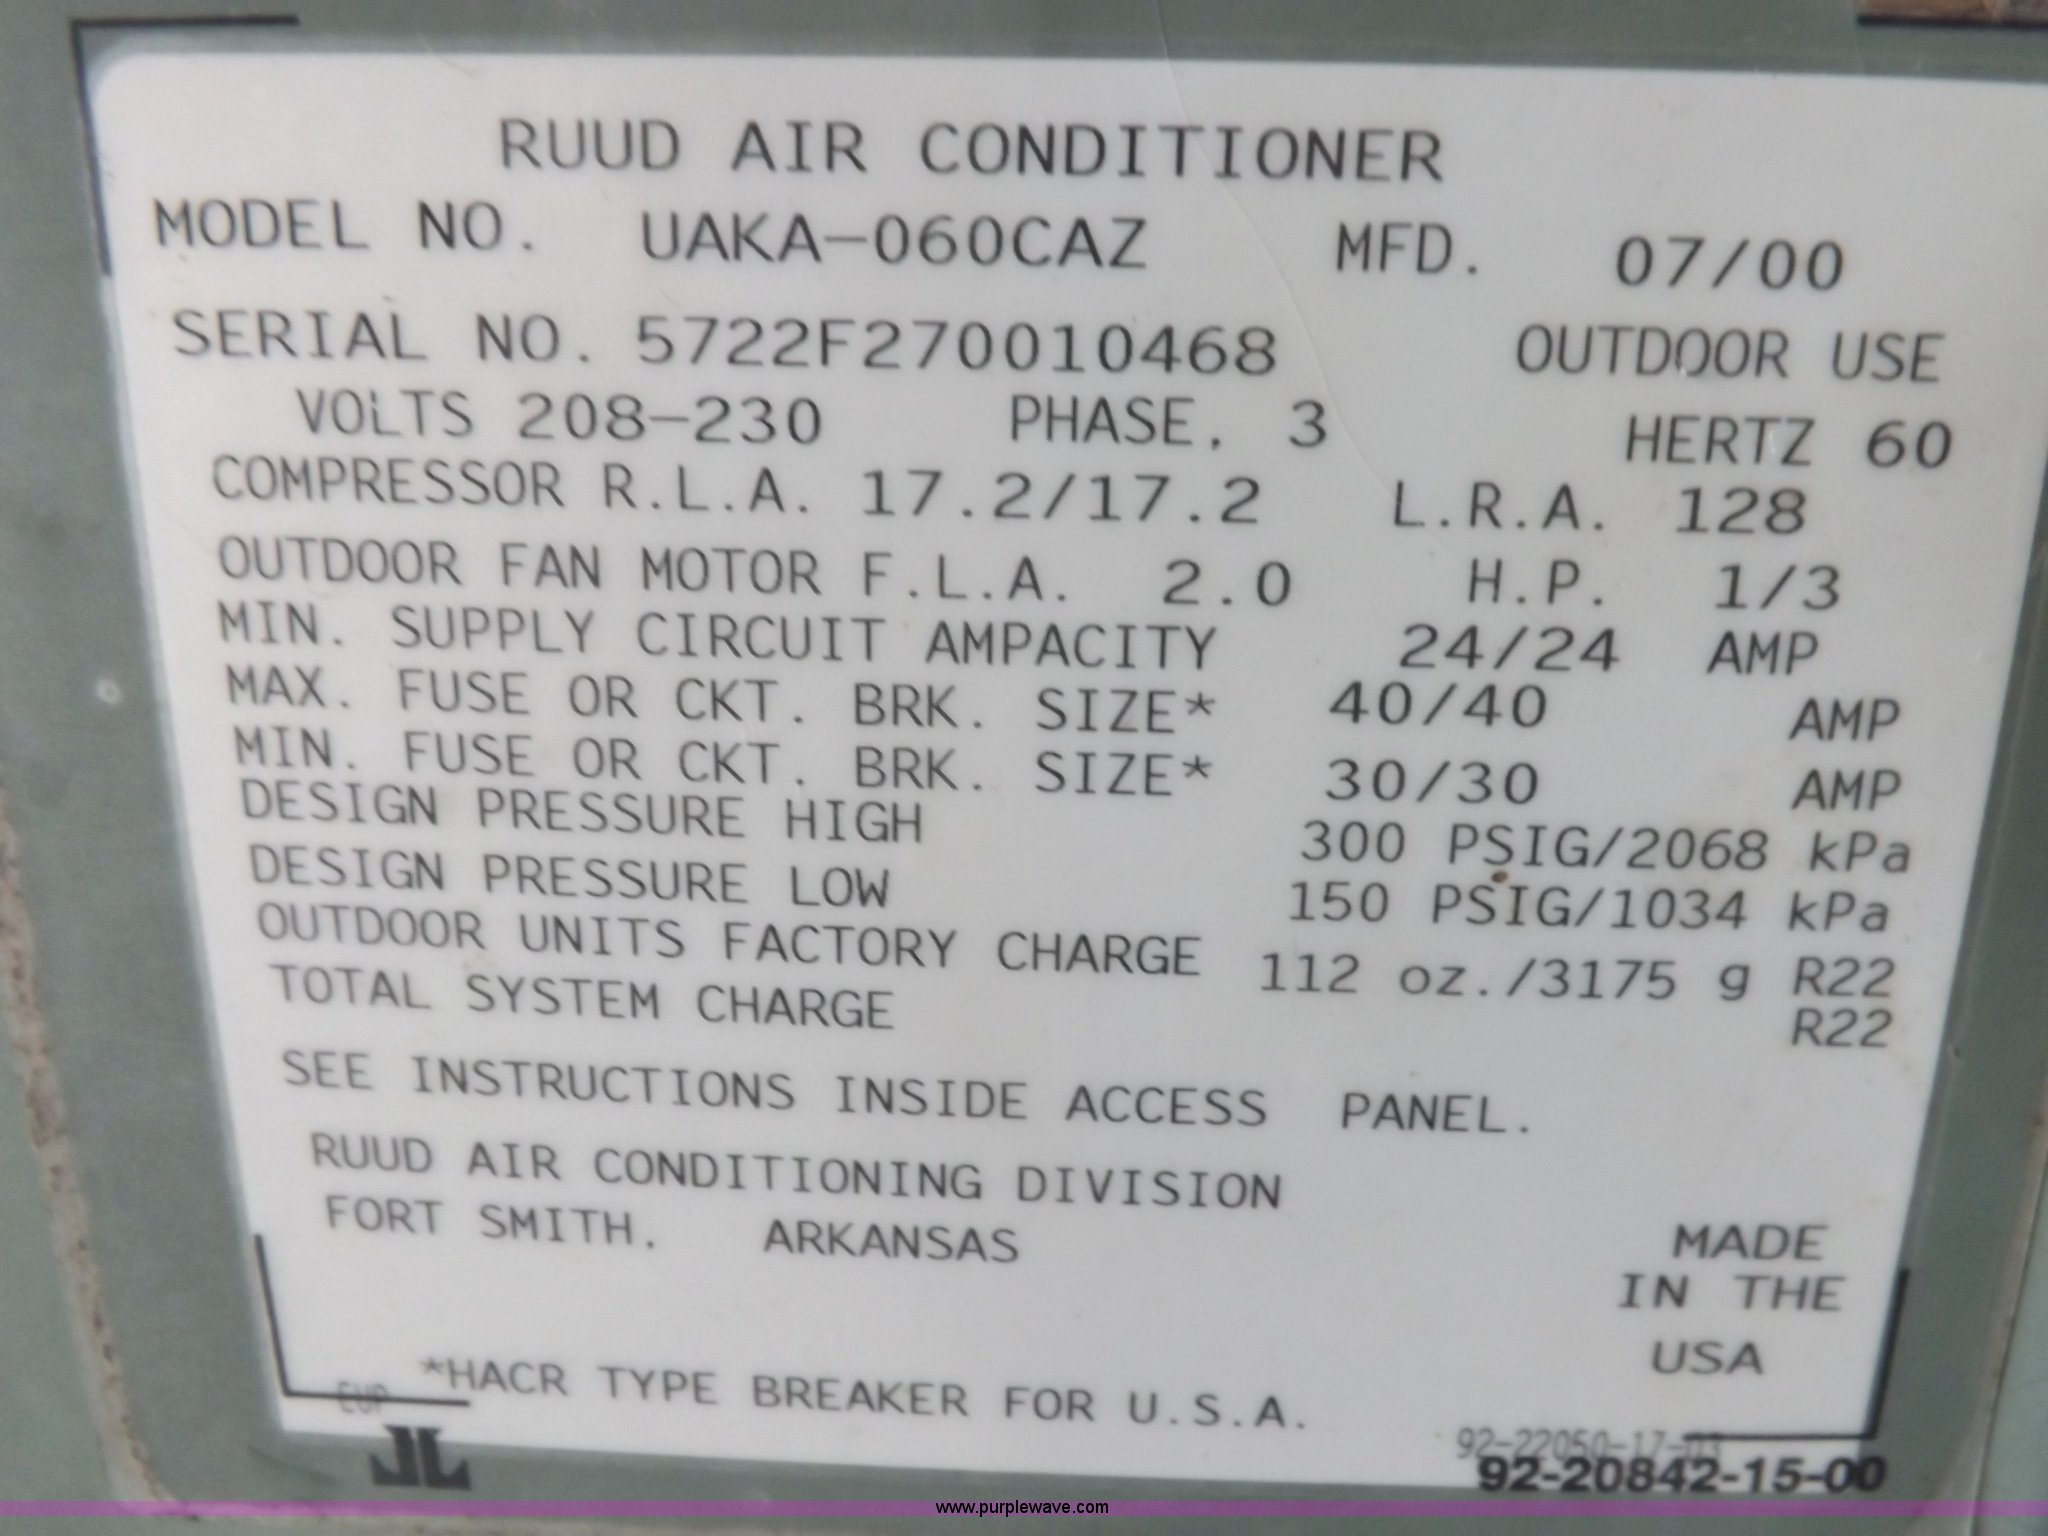 RUUD AIR CONDITIONER
MODEL NO. UAKA-060CAZ MFD. 07/00
SERIAL NO. 5722F270010468 OUTDOOR USE
VOLTS 208-230 PHASE. 3 HERTZ 60
COMPRESSOR R.L.A. 17.2/17.2 L.R.A. 128
OUTDOOR FAN MOTOR F.L.A. 2.0 H.P. 1/3
MIN. SUPPLY CIRCUIT AMPACITY 24/24 AMP
MAX. FUSE OR CKT. BRK. SIZE* 40/40 AMP
MIN. FUSE OR CKT. BRK. SIZE* 30/30 AMP
DESIGN PRESSURE HIGH 300 PSIG/2068 kPa
DESIGN PRESSURE LOW 150 PSIG/1034 kPa
OUTDOOR UNITS FACTORY CHARGE 112 oz./3175 g R22
TOTAL SYSTEM CHARGE R22
SEE INSTRUCTIONS INSIDE ACCESS PANEL.
RUUD AIR CONDITIONING DIVISION
FORT SMITH. ARKANSAS
MADE
IN THE
USA
*HACR TYPE BREAKER FOR U.S.A.
92-22050-17-03
92-20842-15-00
www.purplewave.com